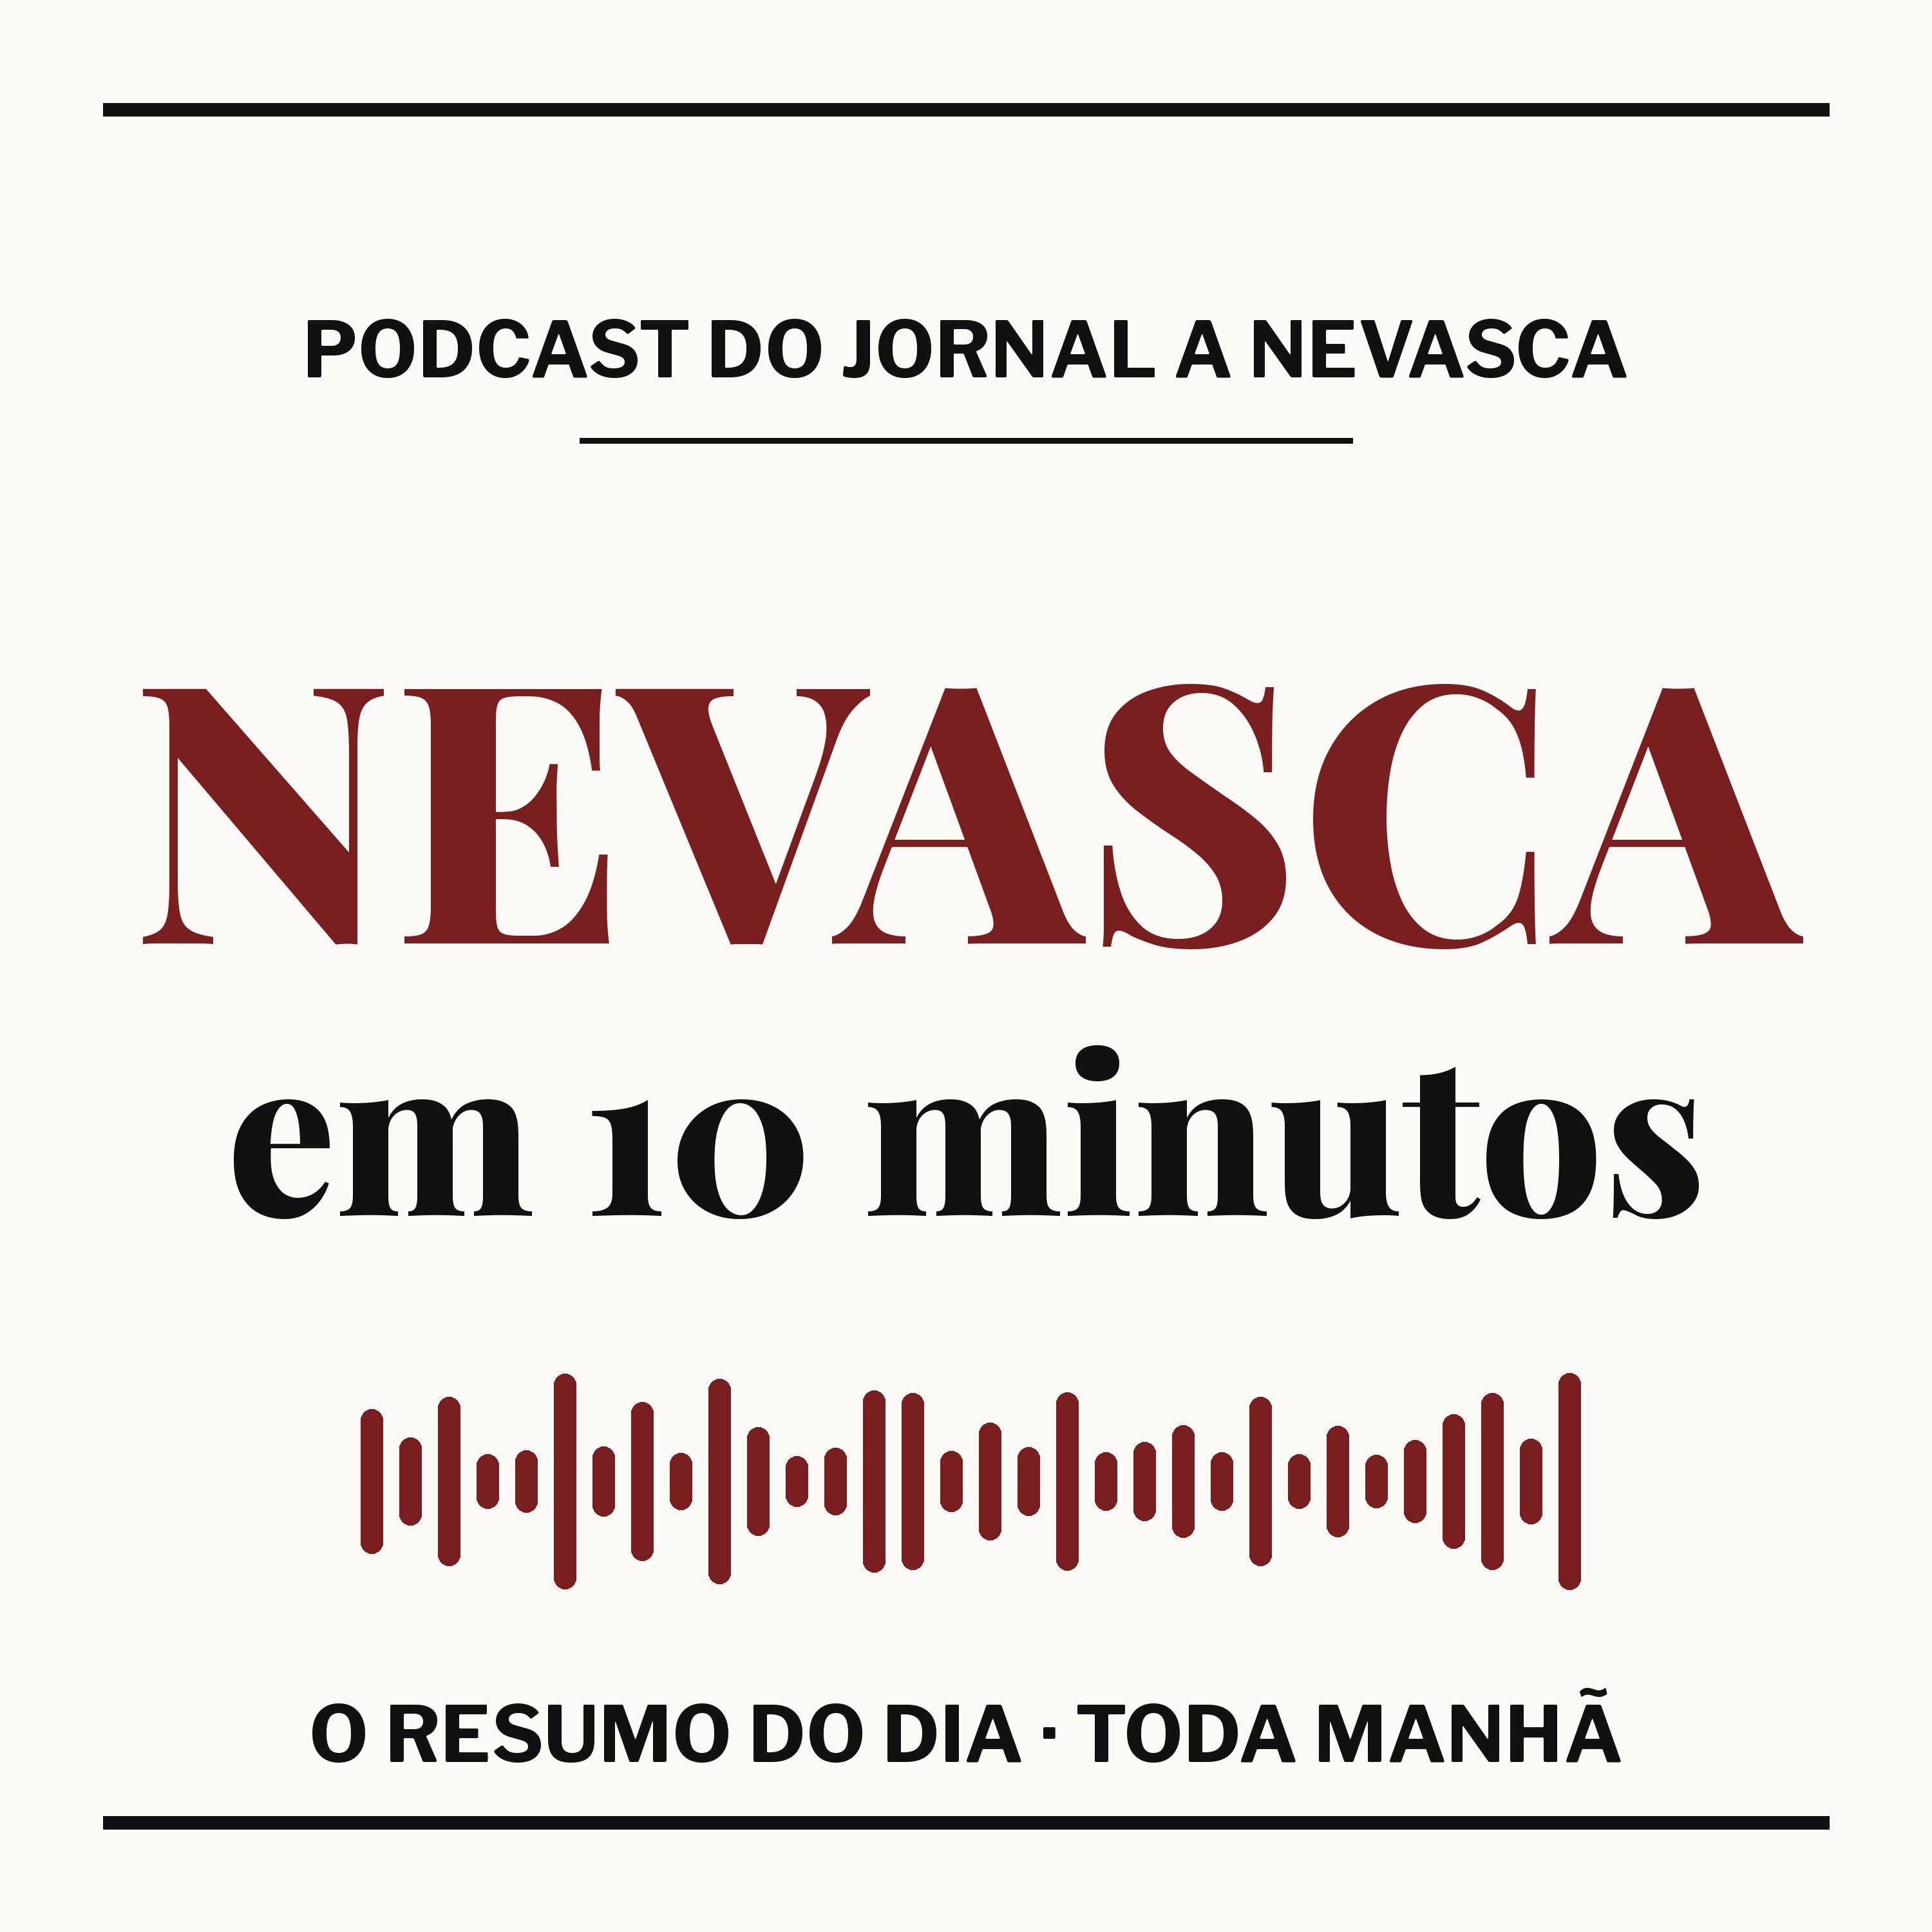 PODCAST DO JORNAL A NEVASCA
NEVASCA
em 10 minutos
O RESUMO DO DIA · TODA MANHÃ